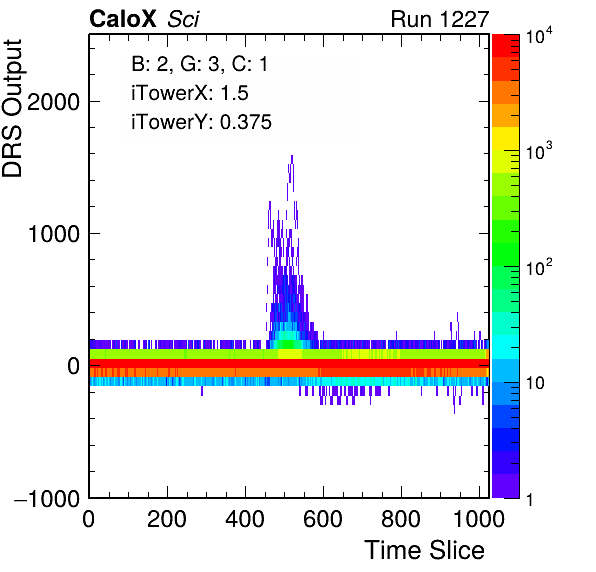 CaloX Sci Run 1227
B: 2, G: 3, C: 1
iTowerX: 1.5
iTowerY: 0.375
DRS Output
2000
1000
0
−1000
0 200 400 600 800 1000
Time Slice
10^4
10^3
10^2
10
1